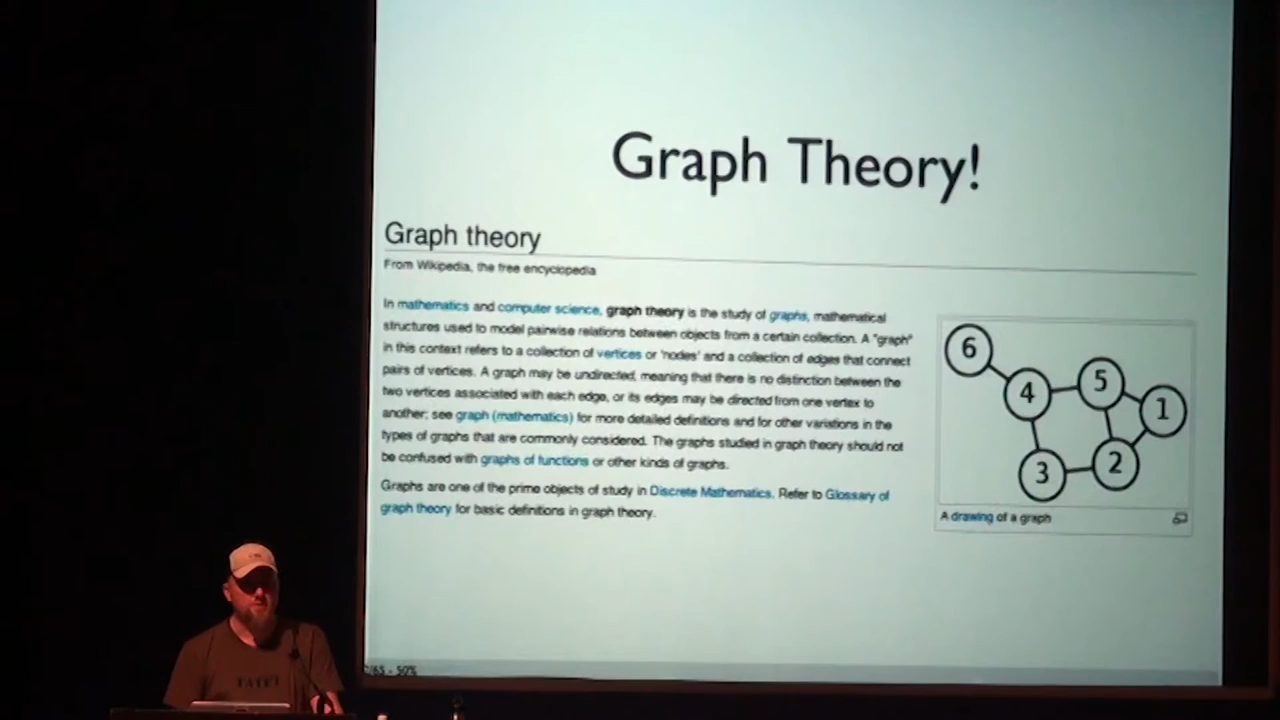 Graph Theory!
Graph theory
From Wikipedia, the free encyclopedia
In mathematics and computer science, graph theory is the study of graphs, mathematical
structures used to model pairwise relations between objects from a certain collection. A "graph"
in this context refers to a collection of vertices or 'nodes' and a collection of edges that connect
pairs of vertices. A graph may be undirected, meaning that there is no distinction between the
two vertices associated with each edge, or its edges may be directed from one vertex to
another; see graph (mathematics) for more detailed definitions and for other variations in the
types of graphs that are commonly considered. The graphs studied in graph theory should not
be confused with graphs of functions or other kinds of graphs.
Graphs are one of the prime objects of study in Discrete Mathematics. Refer to Glossary of
graph theory for basic definitions in graph theory.
6
5
4
1
2
3
A drawing of a graph